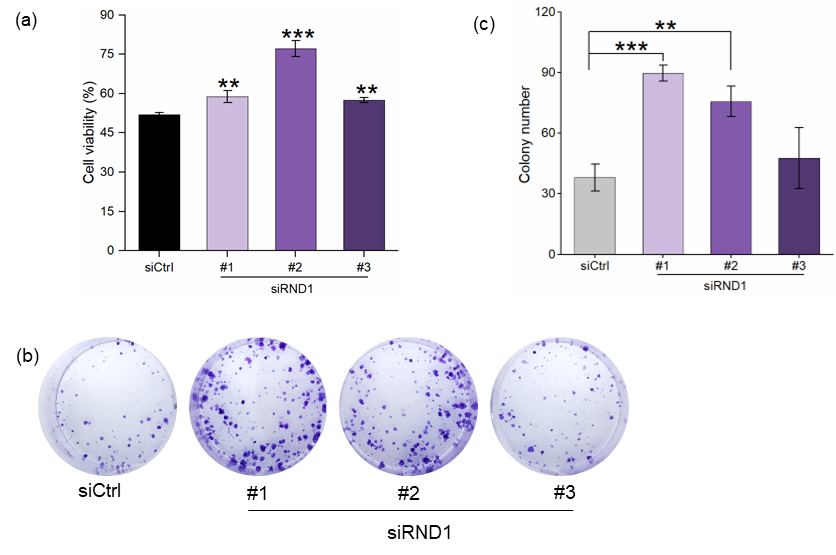 (a)
Cell viability (%)
90
75
60
45
30
15
0
**
***
**
siCtrl
#1
#2
#3
siRND1
(c)
Colony number
120
90
60
30
0
**
***
siCtrl
#1
#2
#3
siRND1
(b)
siCtrl
#1
#2
#3
siRND1